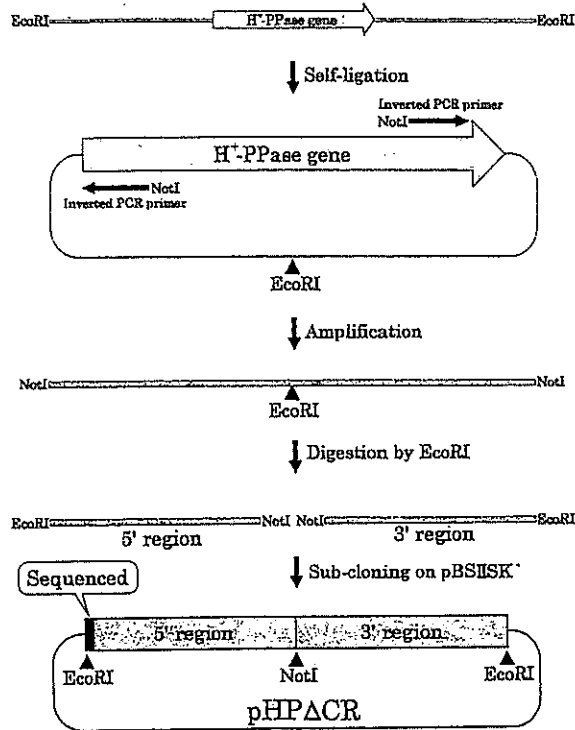 EcoRI H⁺-PPase gene EcoRI
Self-ligation
Inverted PCR primer
NotI
H⁺-PPase gene
NotI
Inverted PCR primer
EcoRI
Amplification
NotI NotI
EcoRI
Digestion by EcoRI
EcoRI NotI NotI EcoRI
5' region 3' region
Sub-cloning on pBSIISK⁻
Sequenced
5' region 3' region
EcoRI NotI EcoRI
pHPΔCR